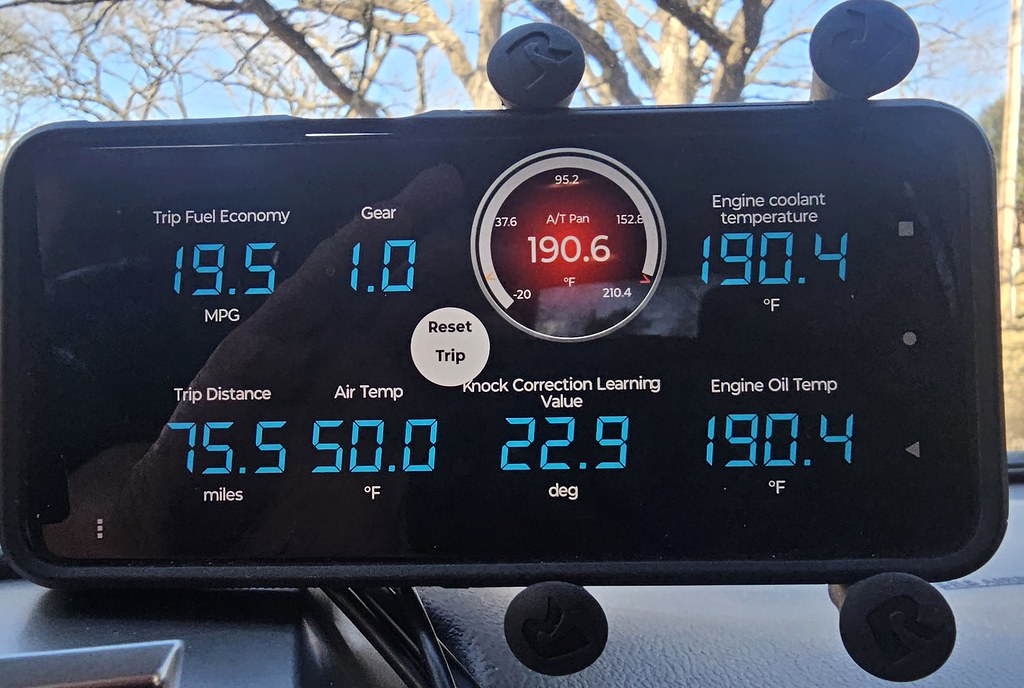 Trip Fuel Economy
19.5
MPG
Gear
1.0
95.2
37.6
152.8
A/T Pan
190.6
°F
-20
210.4
Engine coolant
temperature
190.4
°F
Reset
Trip
Trip Distance
75.5
miles
Air Temp
50.0
°F
Knock Correction Learning
Value
22.9
deg
Engine Oil Temp
190.4
°F